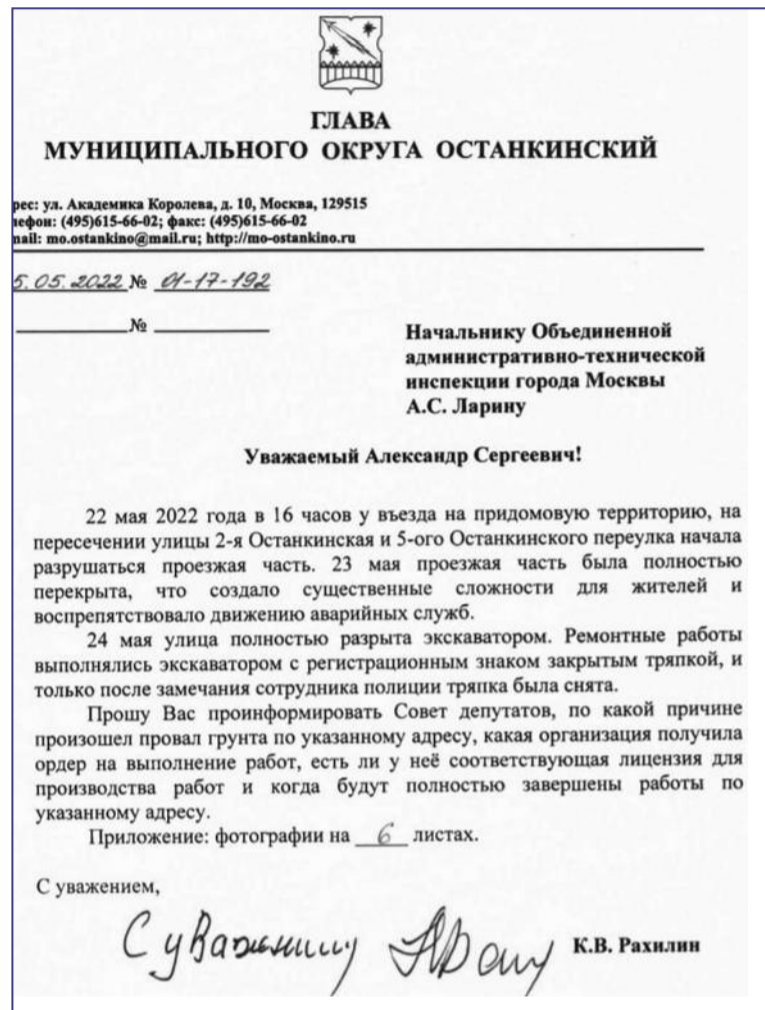 ГЛАВА
МУНИЦИПАЛЬНОГО ОКРУГА ОСТАНКИНСКИЙ
рес: ул. Академика Королева, д. 10, Москва, 129515
лефон: (495)615-66-02; факс: (495)615-66-02
mail: mo.ostankino@mail.ru; http://mo-ostankino.ru
5.05.2022 № 01-17-192
№
Начальнику Объединенной
административно-технической
инспекции города Москвы
А.С. Ларину
Уважаемый Александр Сергеевич!
22 мая 2022 года в 16 часов у въезда на придомовую территорию, на
пересечении улицы 2-я Останкинская и 5-ого Останкинского переулка начала
разрушаться проезжая часть. 23 мая проезжая часть была полностью
перекрыта, что создало существенные сложности для жителей и
воспрепятствовало движению аварийных служб.
24 мая улица полностью разрыта экскаватором. Ремонтные работы
выполнялись экскаватором с регистрационным знаком закрытым тряпкой, и
только после замечания сотрудника полиции тряпка была снята.
Прошу Вас проинформировать Совет депутатов, по какой причине
произошел провал грунта по указанному адресу, какая организация получила
ордер на выполнение работ, есть ли у неё соответствующая лицензия для
производства работ и когда будут полностью завершены работы по
указанному адресу.
Приложение: фотографии на 6 листах.
С уважением,
С уважением К.В. Рахилин